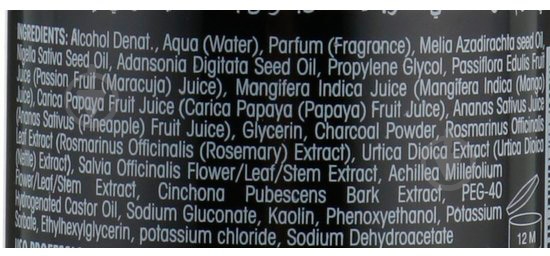 INGREDIENTS: Alcohol Denat., Aqua (Water), Parfum (Fragrance), Melia Azadirachta seed Oil,
Nigella Sativa Seed Oil, Adansonia Digitata Seed Oil, Propylene Glycol, Passiflora Edulis Fruit
Juice (Passion Fruit (Maracuja) Juice), Mangifera Indica Juice (Mangifera Indica (Mango)
Juice), Carica Papaya Fruit Juice (Carica Papaya (Papaya) Fruit Juice), Ananas Sativus Juice
(Ananas Sativus (Pineapple) Fruit Juice), Glycerin, Charcoal Powder, Rosmarinus Officinalis
Leaf Extract (Rosmarinus Officinalis (Rosemary) Extract), Urtica Dioica Extract (Urtica Dioica
(Nettle) Extract), Salvia Officinalis Flower/Leaf/Stem Extract, Achillea Millefolium
Flower/Leaf/Stem Extract, Cinchona Pubescens Bark Extract, PEG-40
Hydrogenated Castor Oil, Sodium Gluconate, Kaolin, Phenoxyethanol, Potassium
Sorbate, Ethylhexylglycerin, potassium chloride, Sodium Dehydroacetate
12 M